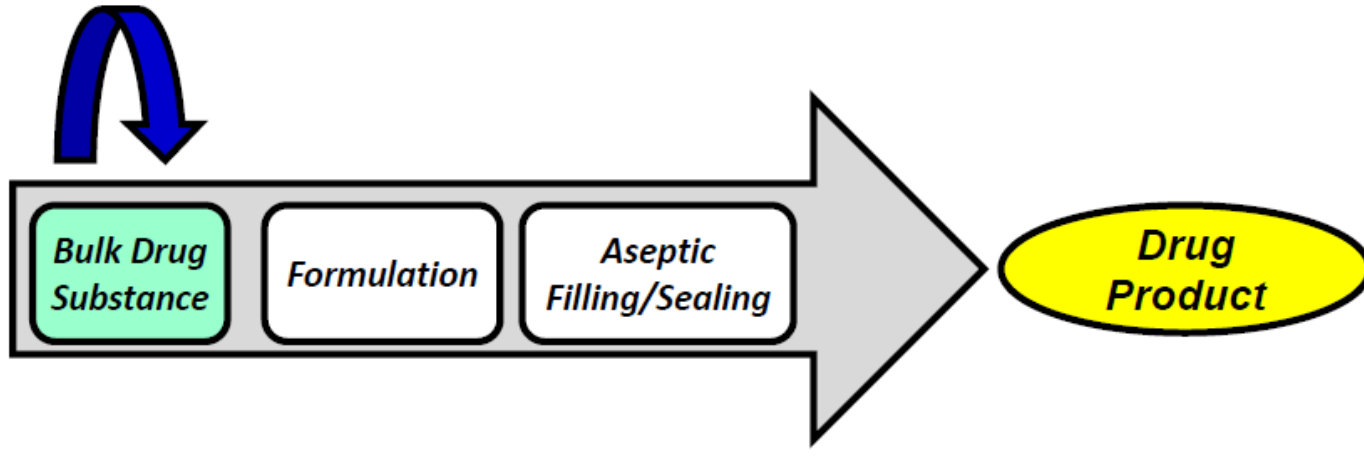 Bulk Drug
Substance
Formulation
Aseptic
Filling/Sealing
Drug
Product